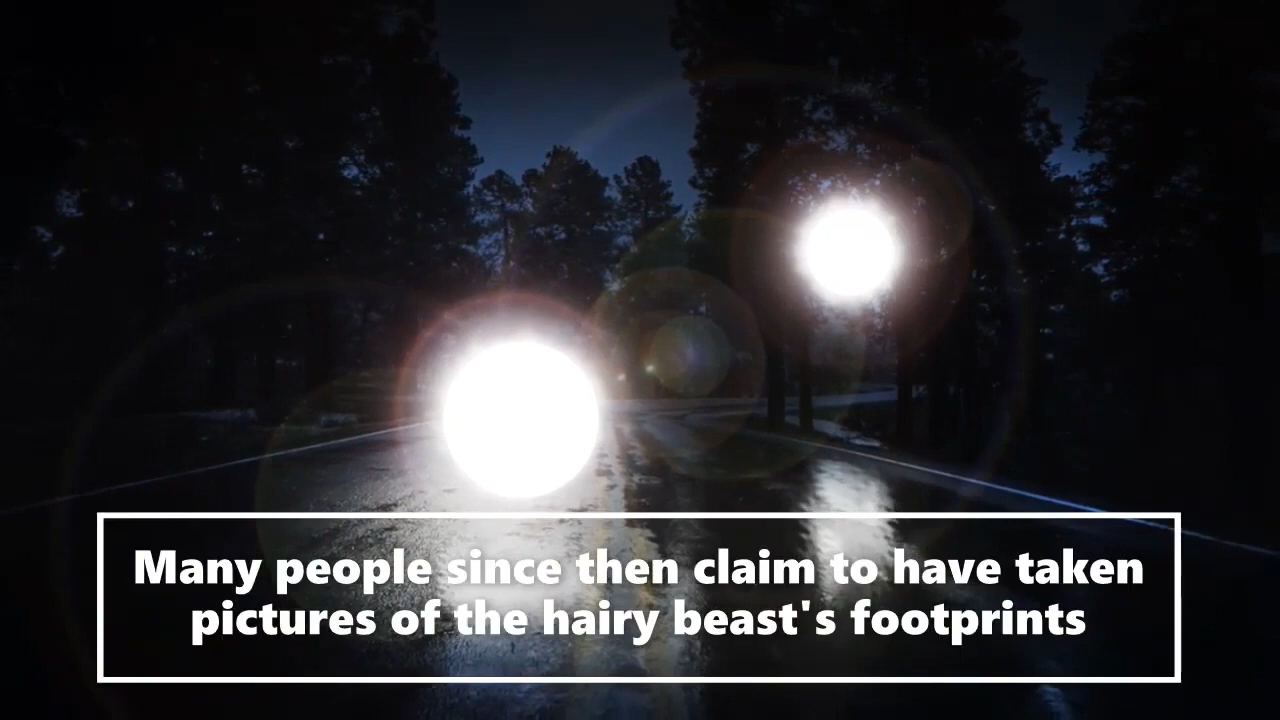 Many people since then claim to have taken
pictures of the hairy beast's footprints